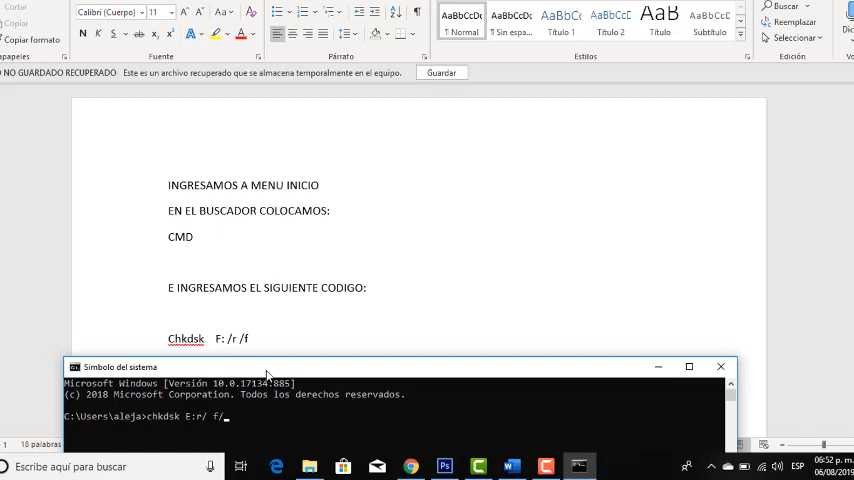 Cortar
Copiar formato
papeles
Calibri (Cuerpo) 11
N K S
Fuente
Párrafo
AaBbCcDc AaBbCcDc AaBbCc AaBbCcD AaB AaBbCcD
¶ Normal ¶ Sin espa... Título 1 Título 2 Título Subtítulo
Estilos
Buscar
Reemplazar
Seleccionar
Edición
Dic
NO GUARDADO RECUPERADO Este es un archivo recuperado que se almacena temporalmente en el equipo. Guardar
INGRESAMOS A MENU INICIO
EN EL BUSCADOR COLOCAMOS:
CMD
E INGRESAMOS EL SIGUIENTE CODIGO:
Chkdsk F: /r /f
Símbolo del sistema
Microsoft Windows [Versión 10.0.17134.885]
(c) 2018 Microsoft Corporation. Todos los derechos reservados.
C:\Users\aleja>chkdsk E:r/ f/_
1 18 palabras
Escribe aquí para buscar
ESP
06:52 p. m.
06/08/2019